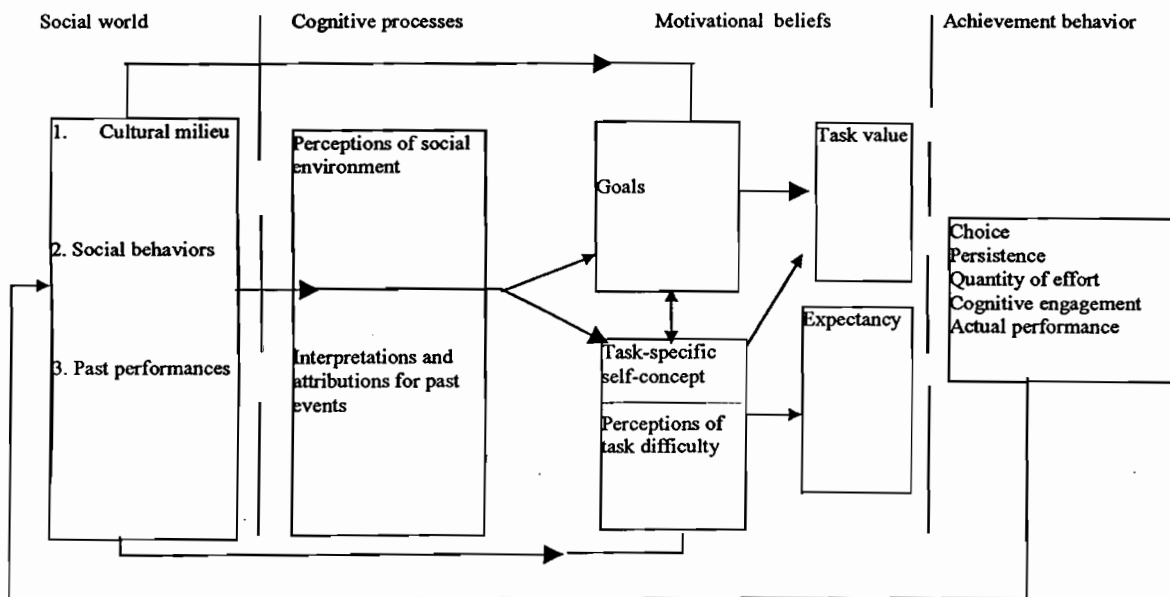 Social world
Cognitive processes
Motivational beliefs
Achievement behavior
1. Cultural milieu
2. Social behaviors
3. Past performances
Perceptions of social
environment
Interpretations and
attributions for past
events
Goals
Task-specific
self-concept
Perceptions of
task difficulty
Task value
Expectancy
Choice
Persistence
Quantity of effort
Cognitive engagement
Actual performance